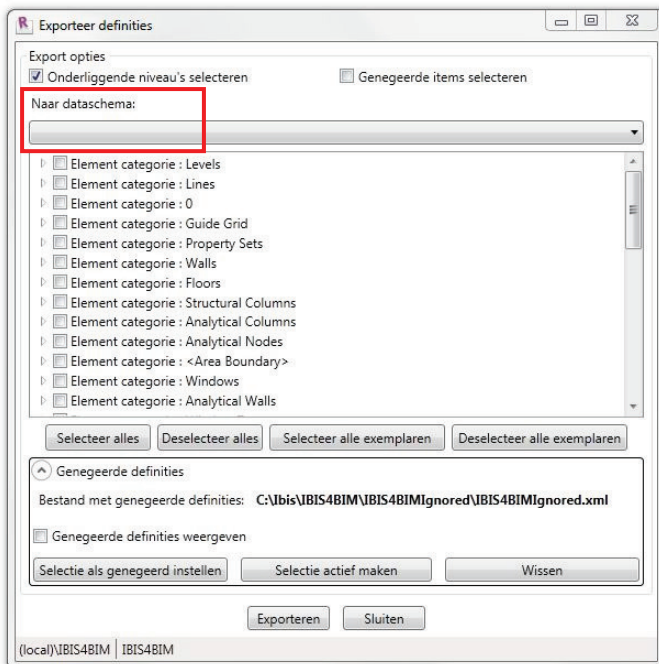 Exporteer definities
Export opties
Onderliggende niveau's selecteren Genegeerde items selecteren
Naar dataschema:
Element categorie : Levels
Element categorie : Lines
Element categorie : 0
Element categorie : Guide Grid
Element categorie : Property Sets
Element categorie : Walls
Element categorie : Floors
Element categorie : Structural Columns
Element categorie : Analytical Columns
Element categorie : Analytical Nodes
Element categorie : <Area Boundary>
Element categorie : Windows
Element categorie : Analytical Walls
Selecteer alles Deselecteer alles Selecteer alle exemplaren Deselecteer alle exemplaren
Genegeerde definities
Bestand met genegeerde definities: C:\Ibis\IBIS4BIM\IBIS4BIMIgnored\IBIS4BIMIgnored.xml
Genegeerde definities weergeven
Selectie als genegeerd instellen Selectie actief maken Wissen
Exporteren Sluiten
(local)\IBIS4BIM IBIS4BIM